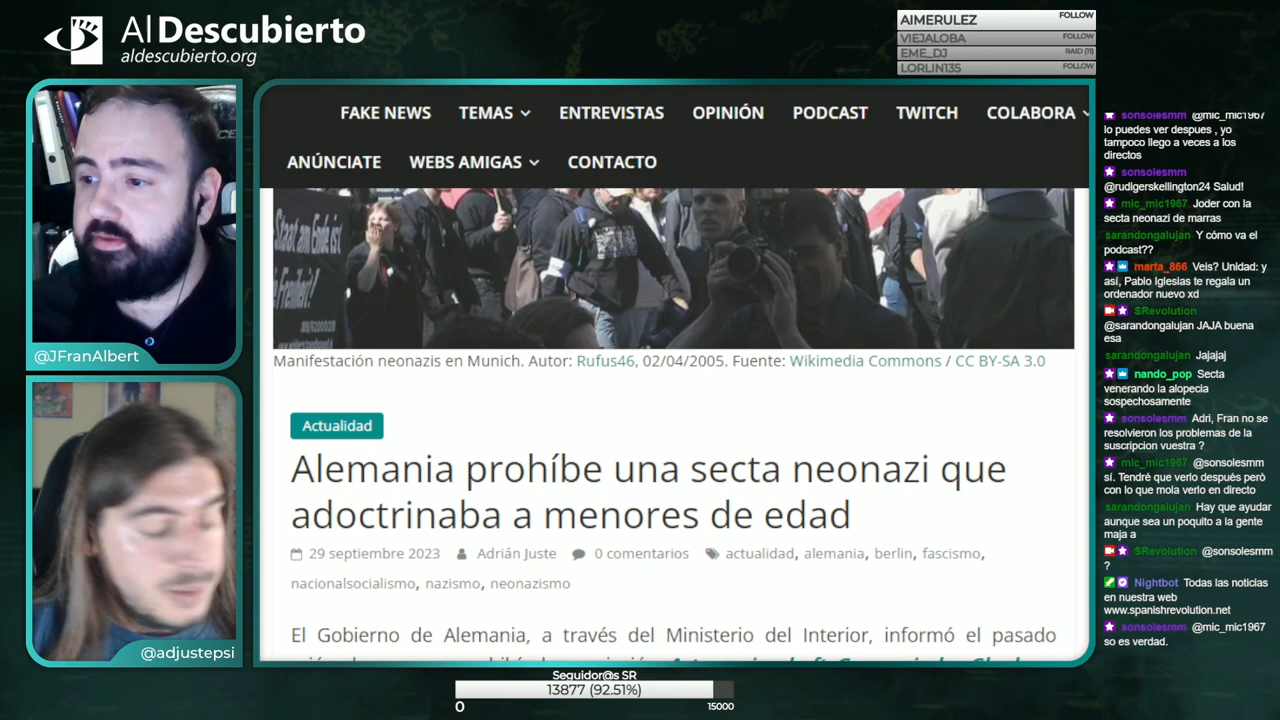 Al Descubierto
aldescubierto.org
AIMERULEZ FOLLOW
VIEJALOBA FOLLOW
EME_DJ RAID (11)
LORLIN135 FOLLOW
FAKE NEWS TEMAS ENTREVISTAS OPINIÓN PODCAST TWITCH COLABORA
ANÚNCIATE WEBS AMIGAS CONTACTO
Staat am Ende ist
Freiheit!
Manifestación neonazis en Munich. Autor: Rufus46, 02/04/2005. Fuente: Wikimedia Commons / CC BY-SA 3.0
Actualidad
Alemania prohíbe una secta neonazi que
adoctrinaba a menores de edad
29 septiembre 2023 Adrián Juste 0 comentarios actualidad, alemania, berlin, fascismo,
nacionalsocialismo, nazismo, neonazismo
El Gobierno de Alemania, a través del Ministerio del Interior, informó el pasado
@JFranAlbert
@adjustepsi
sonsolesmm @mic_mic1967
lo puedes ver despues , yo
tampoco llego a veces a los
directos
sonsolesmm
@rudigerskellington24 Salud!
mic_mic1967 Joder con la
secta neonazi de marras
sarandongalujan Y cómo va el
podcast??
marta_866 Veis? Unidad: y
así, Pablo Iglesias te regala un
ordenador nuevo xd
SRevolution
@sarandongalujan JAJA buena
esa
sarandongalujan Jajajaj
nando_pop Secta
venerando la alopecia
sospechosamente
sonsolesmm Adri, Fran no se
resolvieron los problemas de la
suscripcion vuestra ?
mic_mic1967 @sonsolesmm
sí. Tendré que verlo después però
con lo que mola verlo en directo
sarandongalujan Hay que ayudar
aunque sea un poquito a la gente
maja a
SRevolution @sonsolesmm
?
Nightbot Todas las noticias
en nuestra web
www.spanishrevolution.net
sonsolesmm @mic_mic1967
so es verdad.
Seguidor@s SR
13877 (92.51%)
0 15000